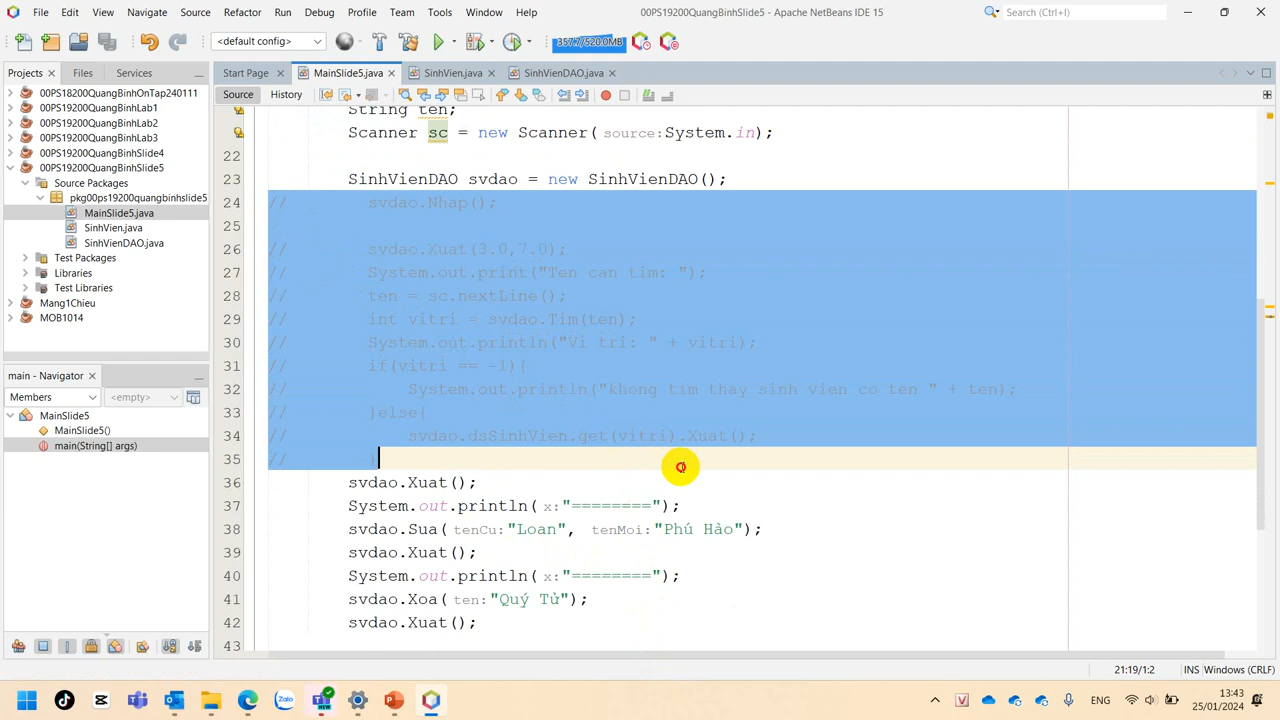 File Edit View Navigate Source Refactor Run Debug Profile Team Tools Window Help
00PS19200QuangBinhSlide5 - Apache NetBeans IDE 15
Search (Ctrl+I)
<default config>
357.7/520.0MB
Projects Files Services
Start Page MainSlide5.java SinhVien.java SinhVienDAO.java
Source History
00PS18200QuangBinhOnTap240111
00PS19200QuangBinhLab1
00PS19200QuangBinhLab2
00PS19200QuangBinhLab3
00PS19200QuangBinhSlide4
00PS19200QuangBinhSlide5
Source Packages
pkg00ps19200quangbinhslide5
MainSlide5.java
SinhVien.java
SinhVienDAO.java
Test Packages
Libraries
Test Libraries
Mang1Chieu
MOB1014
main - Navigator
Members <empty>
MainSlide5
MainSlide5()
main(String[] args)
String ten;
Scanner sc = new Scanner( source:System.in);
22
23 SinhVienDAO svdao = new SinhVienDAO();
24 // svdao.Nhap();
25 //
26 // svdao.Xuat(3.0,7.0);
27 // System.out.print("Ten can tim: ");
28 // ten = sc.nextLine();
29 // int vitri = svdao.Tim(ten);
30 // System.out.println("Vi tri: " + vitri);
31 // if(vitri == -1){
32 // System.out.println("khong tim thay sinh vien co ten " + ten);
33 // }else{
34 // svdao.dsSinhVien.get(vitri).Xuat();
35 // }
36 svdao.Xuat();
37 System.out.println( x:"========");
38 svdao.Sua( tenCu:"Loan", tenMoi:"Phú Hào");
39 svdao.Xuat();
40 System.out.println( x:"========");
41 svdao.Xoa( ten:"Quý Tử");
42 svdao.Xuat();
43
21:19/1:2 INS Windows (CRLF)
Zalo
NEW
ENG
13:43
25/01/2024